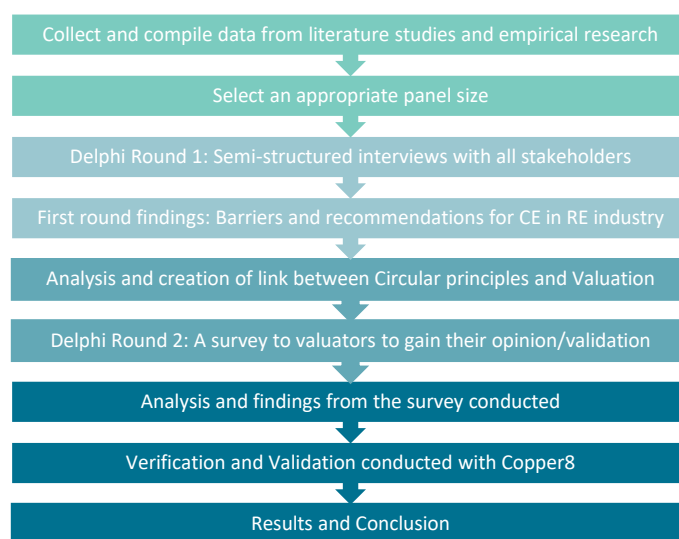 Collect and compile data from literature studies and empirical research
Select an appropriate panel size
Delphi Round 1: Semi-structured interviews with all stakeholders
First round findings: Barriers and recommendations for CE in RE industry
Analysis and creation of link between Circular principles and Valuation
Delphi Round 2: A survey to valuators to gain their opinion/validation
Analysis and findings from the survey conducted
Verification and Validation conducted with Copper8
Results and Conclusion